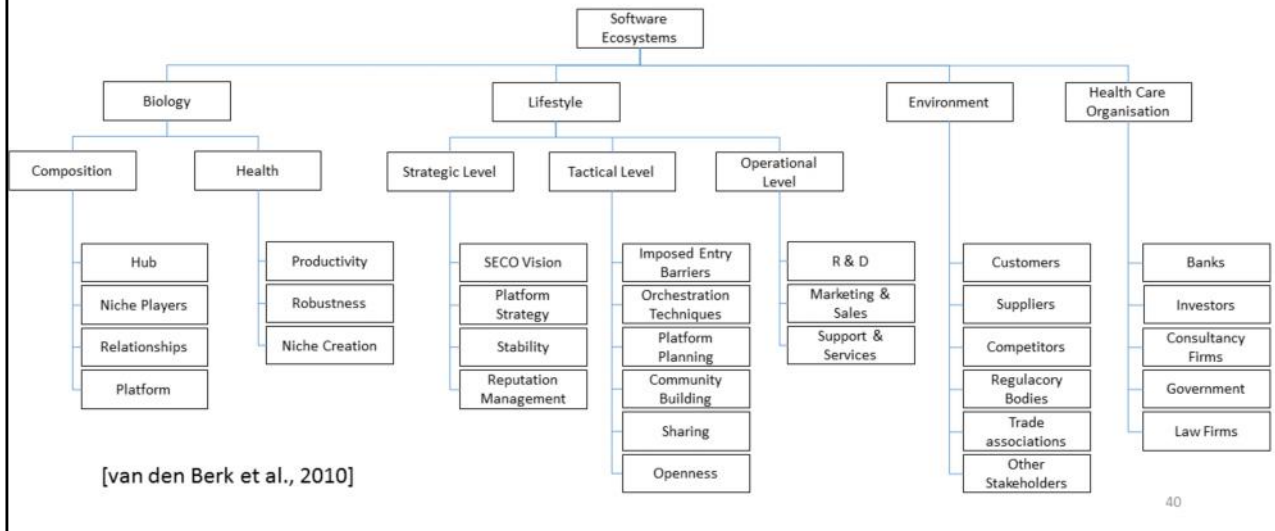 Software
Ecosystems
Biology
Lifestyle
Environment
Health Care
Organisation
Composition
Health
Strategic Level
Tactical Level
Operational
Level
Hub
Niche Players
Relationships
Platform
Productivity
Robustness
Niche Creation
SECO Vision
Platform
Strategy
Stability
Reputation
Management
Imposed Entry
Barriers
Orchestration
Techniques
Platform
Planning
Community
Building
Sharing
Openness
R & D
Marketing &
Sales
Support &
Services
Customers
Suppliers
Competitors
Regulacory
Bodies
Trade
associations
Other
Stakeholders
Banks
Investors
Consultancy
Firms
Government
Law Firms
[van den Berk et al., 2010]
40